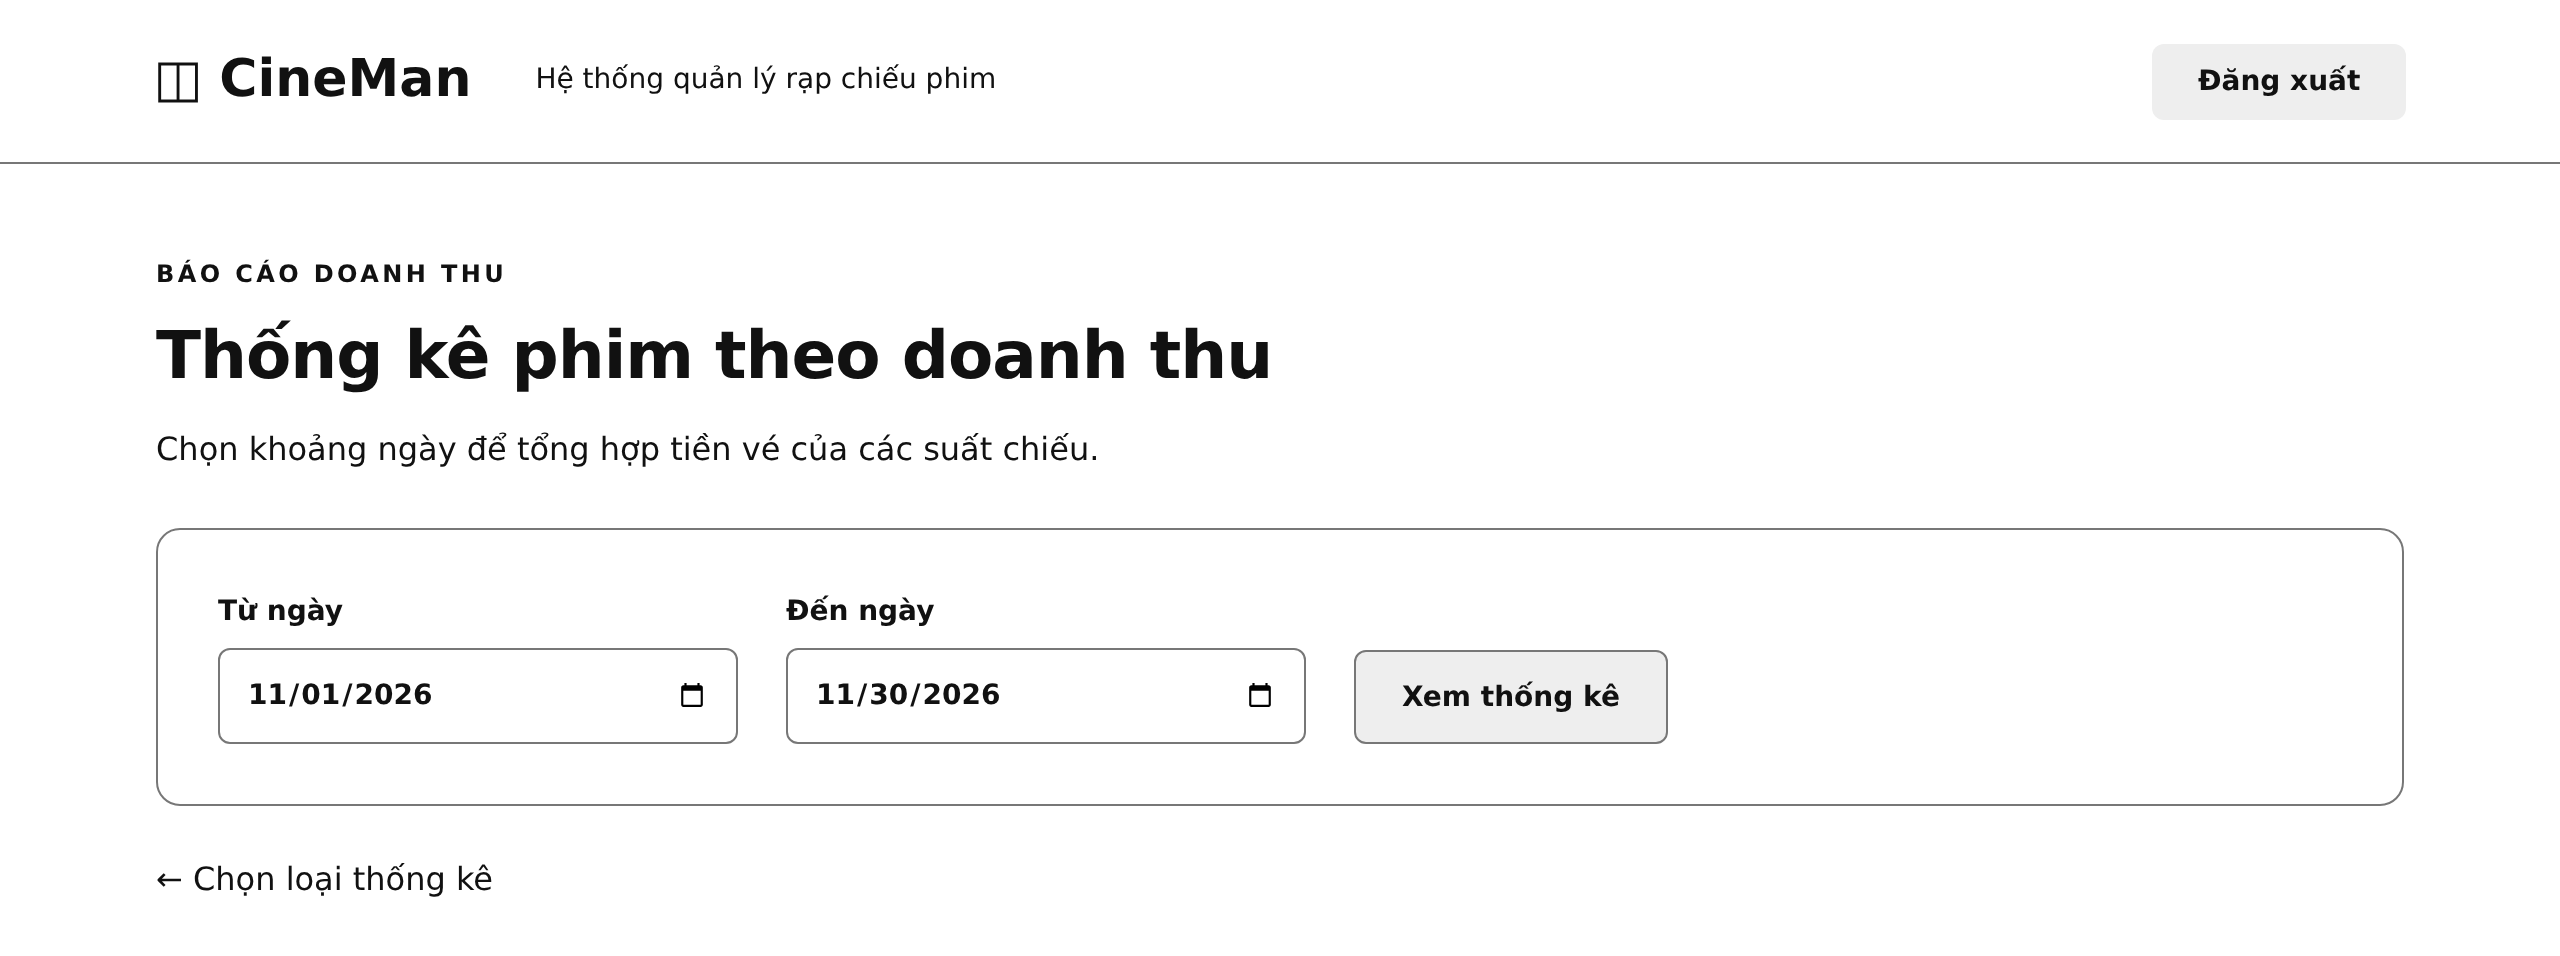 CineMan
Hệ thống quản lý rạp chiếu phim
Đăng xuất
BÁO CÁO DOANH THU
Thống kê phim theo doanh thu
Chọn khoảng ngày để tổng hợp tiền vé của các suất chiếu.
Từ ngày
Đến ngày
11/01/2026
11/30/2026
Xem thống kê
← Chọn loại thống kê